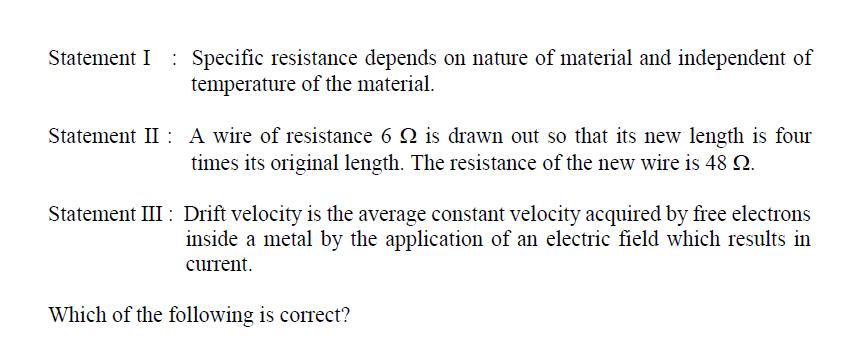 Statement I : Specific resistance depends on nature of material and independent of
temperature of the material.
Statement II : A wire of resistance 6 Ω is drawn out so that its new length is four
times its original length. The resistance of the new wire is 48 Ω.
Statement III : Drift velocity is the average constant velocity acquired by free electrons
inside a metal by the application of an electric field which results in
current.
Which of the following is correct?